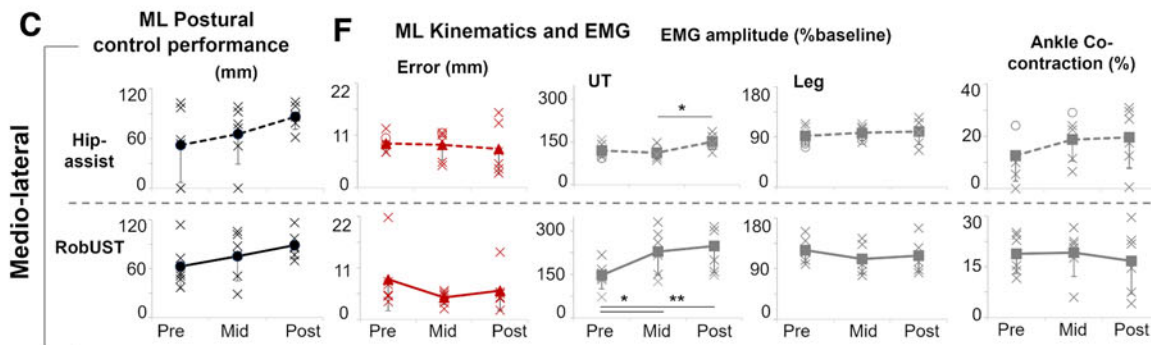 C ML Postural control performance (mm)
F ML Kinematics and EMG
EMG amplitude (%baseline)
Error (mm)
UT
Leg
Ankle Co-
contraction (%)
Medio-lateral
Hip-
assist
120
60
0
22
11
0
300
150
0
*
180
90
0
40
20
0
RobUST
120
60
0
22
11
0
300
150
0
* **
180
90
0
30
15
0
Pre Mid Post
Pre Mid Post
Pre Mid Post
Pre Mid Post
Pre Mid Post